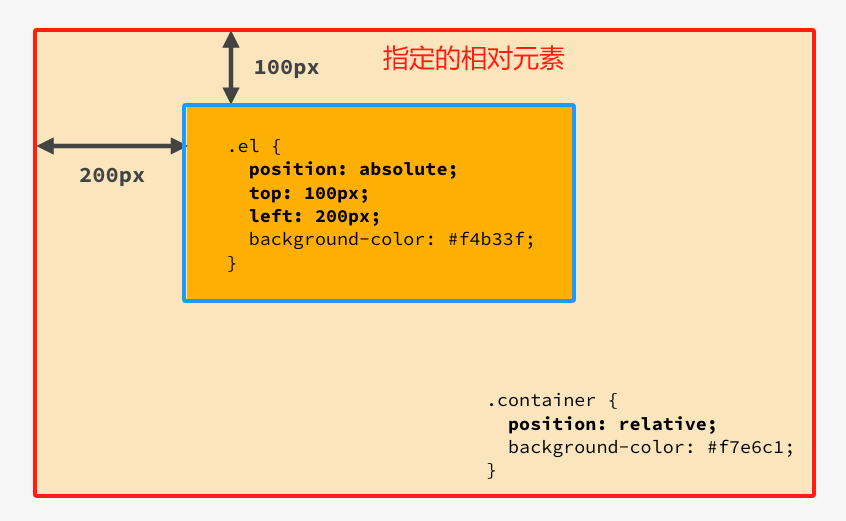 100px
指定的相对元素
200px
.el {
  position: absolute;
  top: 100px;
  left: 200px;
  background-color: #f4b33f;
}
.container {
  position: relative;
  background-color: #f7e6c1;
}